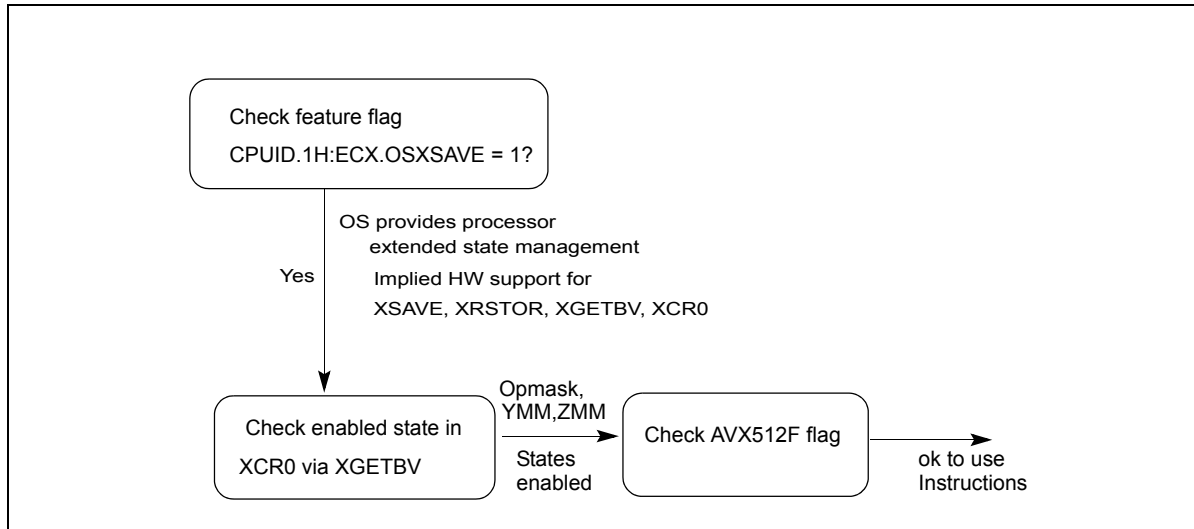 Check feature flag
CPUID.1H:ECX.OSXSAVE = 1?
OS provides processor
extended state management
Yes
Implied HW support for
XSAVE, XRSTOR, XGETBV, XCR0
Check enabled state in
XCR0 via XGETBV
Opmask,
YMM,ZMM
States
enabled
Check AVX512F flag
ok to use
Instructions